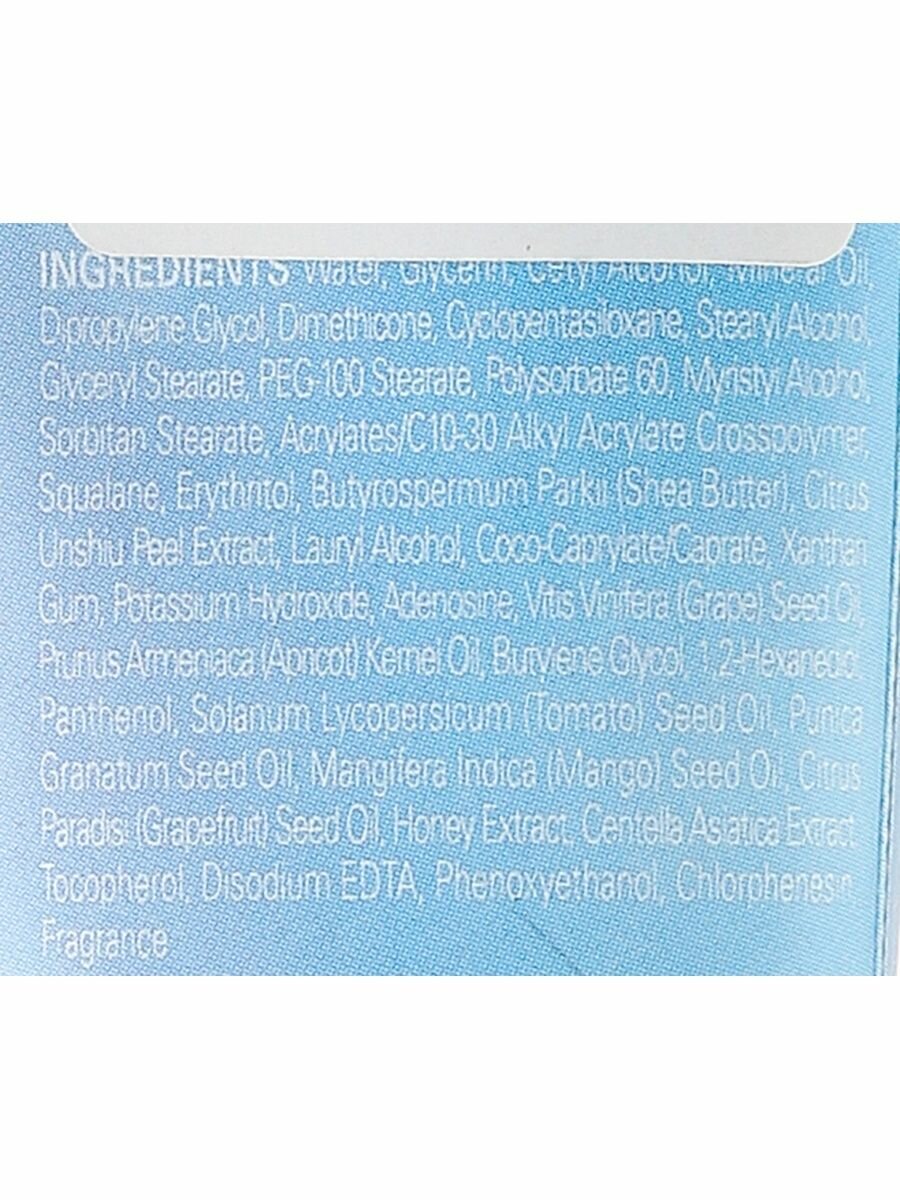 INGREDIENTS Water, Glycerin, Cetyl Alcohol, Mineral Oil,
Dipropylene Glycol, Dimethicone, Cyclopentasiloxane, Stearyl Alcohol,
Glyceryl Stearate, PEG-100 Stearate, Polysorbate 60, Myristyl Alcohol,
Sorbitan Stearate, Acrylates/C10-30 Alkyl Acrylate Crosspolymer,
Squalane, Erythritol, Butyrospermum Parkii (Shea Butter), Citrus
Unshiu Peel Extract, Lauryl Alcohol, Coco-Caprylate/Caprate, Xanthan
Gum, Potassium Hydroxide, Adenosine, Vitis Vinifera (Grape) Seed Oil,
Prunus Armeniaca (Apricot) Kernel Oil, Butylene Glycol, 1,2-Hexanediol,
Panthenol, Solanum Lycopersicum (Tomato) Seed Oil, Punica
Granatum Seed Oil, Mangifera Indica (Mango) Seed Oil, Citrus
Paradisi (Grapefruit) Seed Oil, Honey Extract, Centella Asiatica Extract,
Tocopherol, Disodium EDTA, Phenoxyethanol, Chlorphenesin,
Fragrance